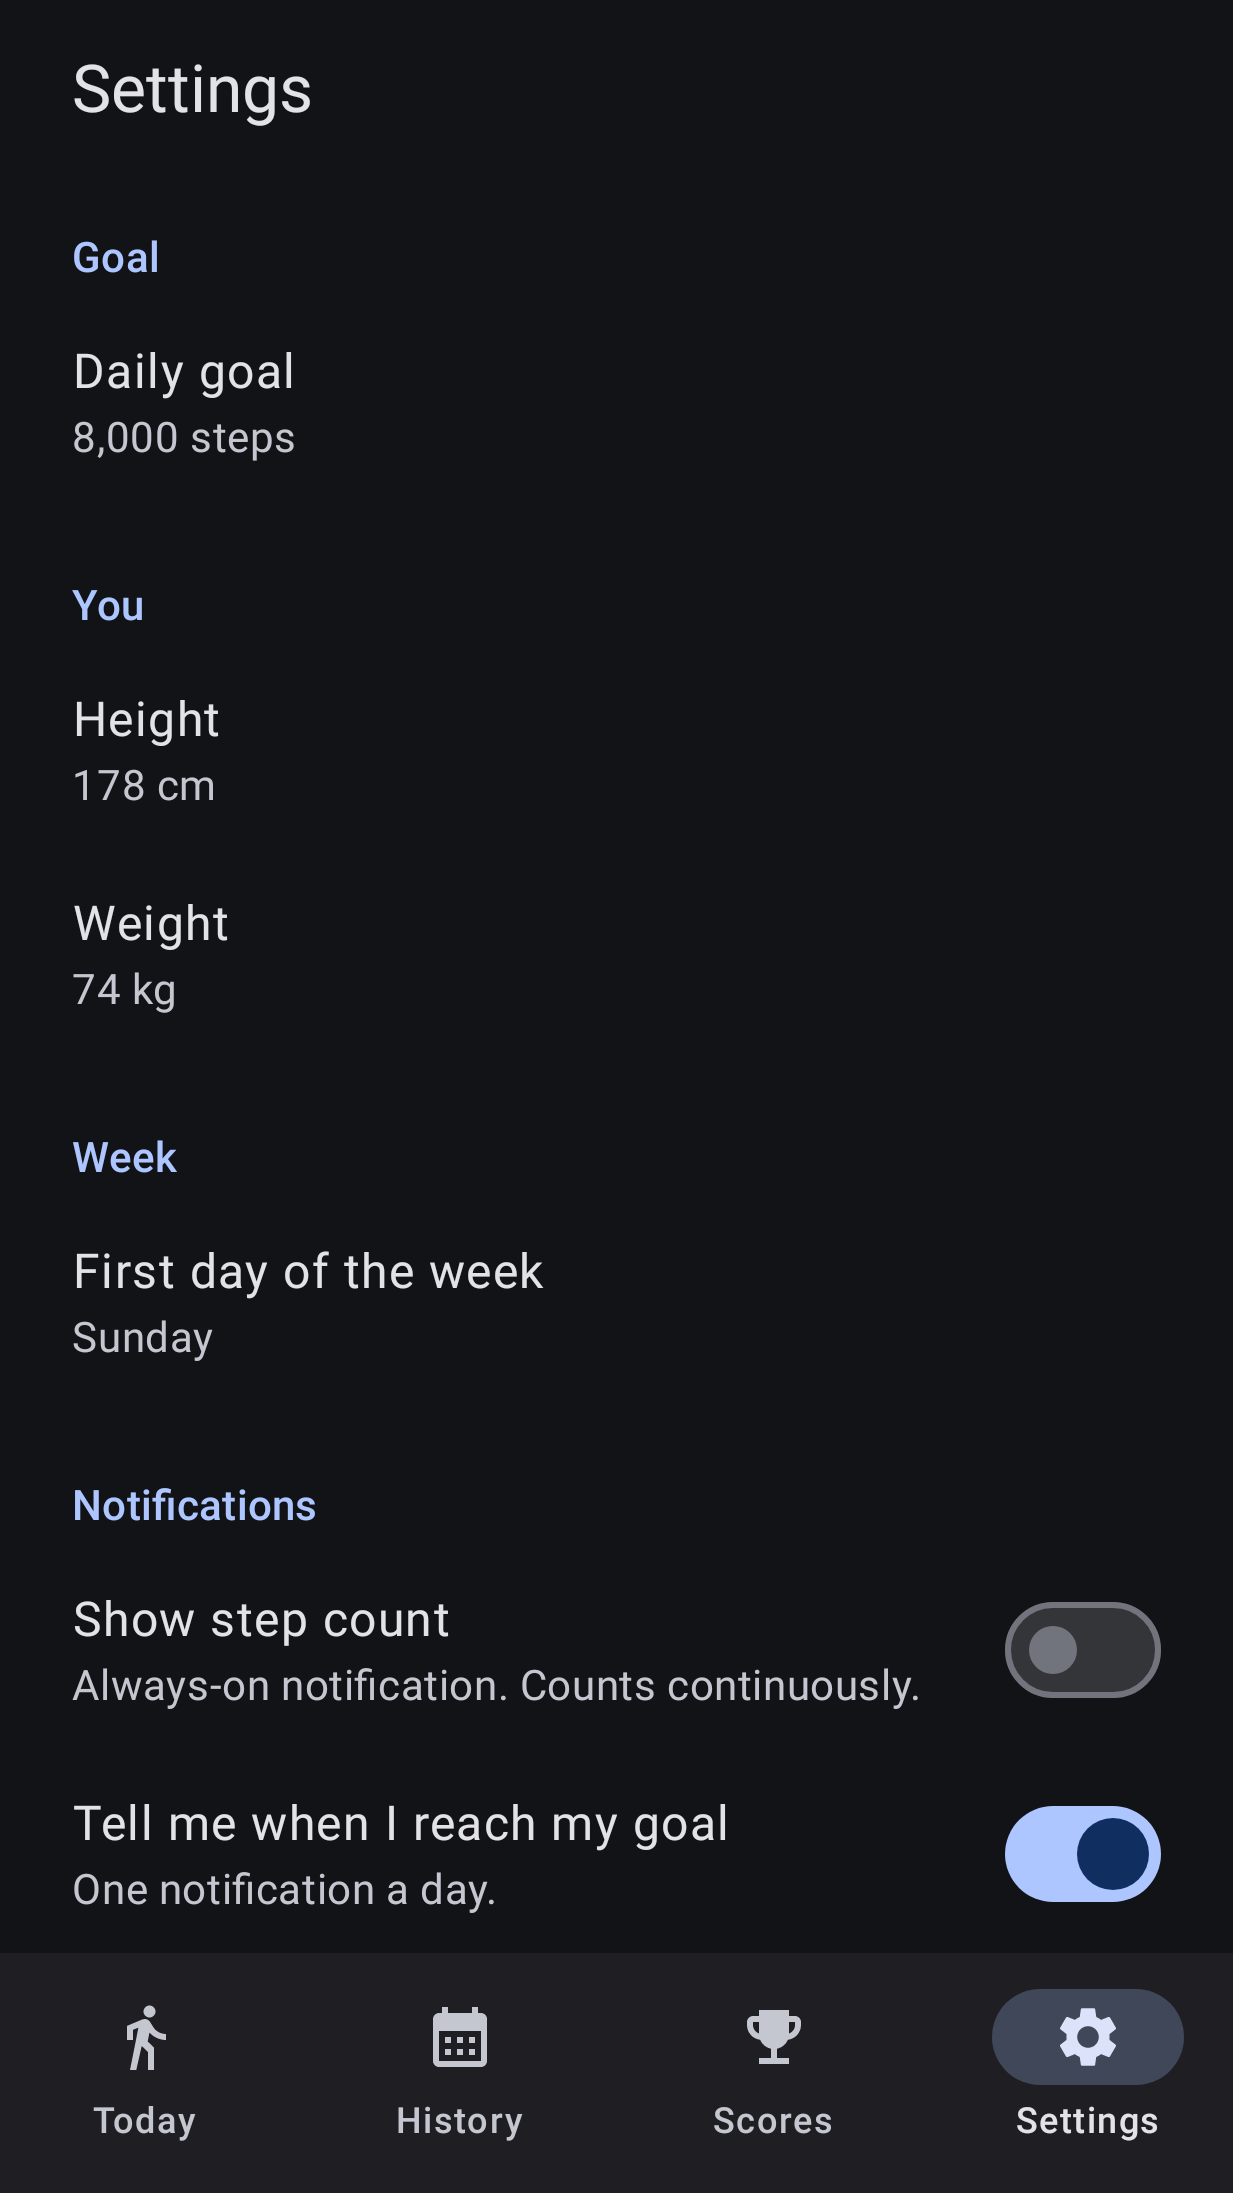 Settings
Goal
Daily goal
8,000 steps
You
Height
178 cm
Weight
74 kg
Week
First day of the week
Sunday
Notifications
Show step count
Always-on notification. Counts continuously.
Tell me when I reach my goal
One notification a day.
Today
History
Scores
Settings